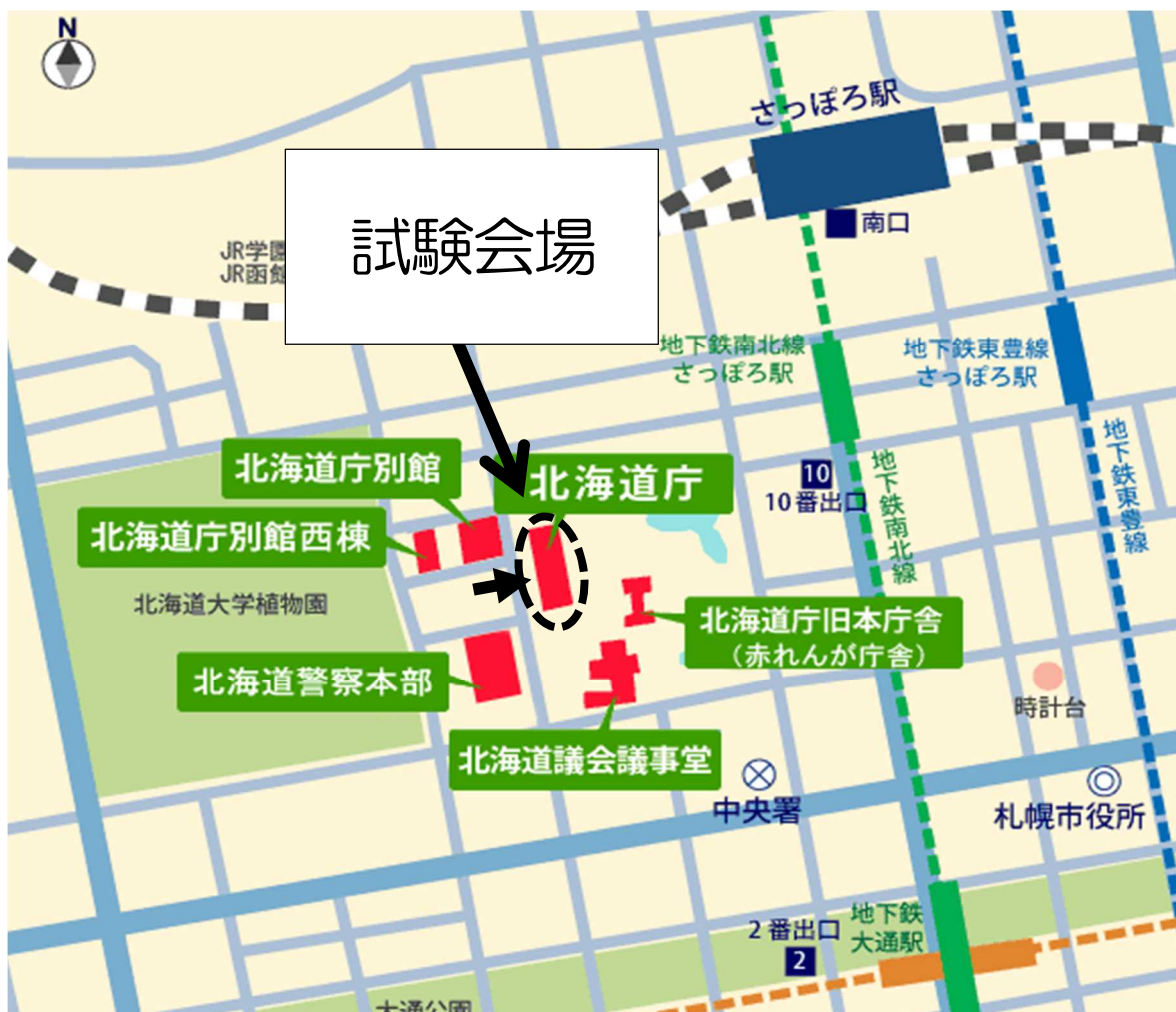 N
さっぽろ駅
試験会場
南口
JR学園
JR函館
地下鉄南北線
さっぽろ駅
地下鉄東豊線
さっぽろ駅
地下鉄東豊線
北海道庁別館
北海道庁
10
10番出口
地下鉄南北線
北海道庁別館西棟
北海道大学植物園
北海道庁旧本庁舎
(赤れんが庁舎)
北海道警察本部
時計台
北海道議会議事堂
中央署
札幌市役所
2番出口
2
地下鉄
大通駅
大通公園